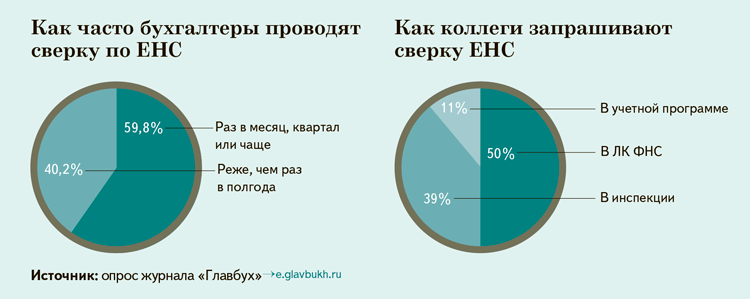 Как часто бухгалтеры проводят
сверку по ЕНС
59,8%
Раз в месяц, квартал
или чаще
40,2%
Реже, чем раз
в полгода
Как коллеги запрашивают
сверку ЕНС
11%
В учетной программе
50%
В ЛК ФНС
39%
В инспекции
Источник: опрос журнала «Главбух»→e.glavbukh.ru